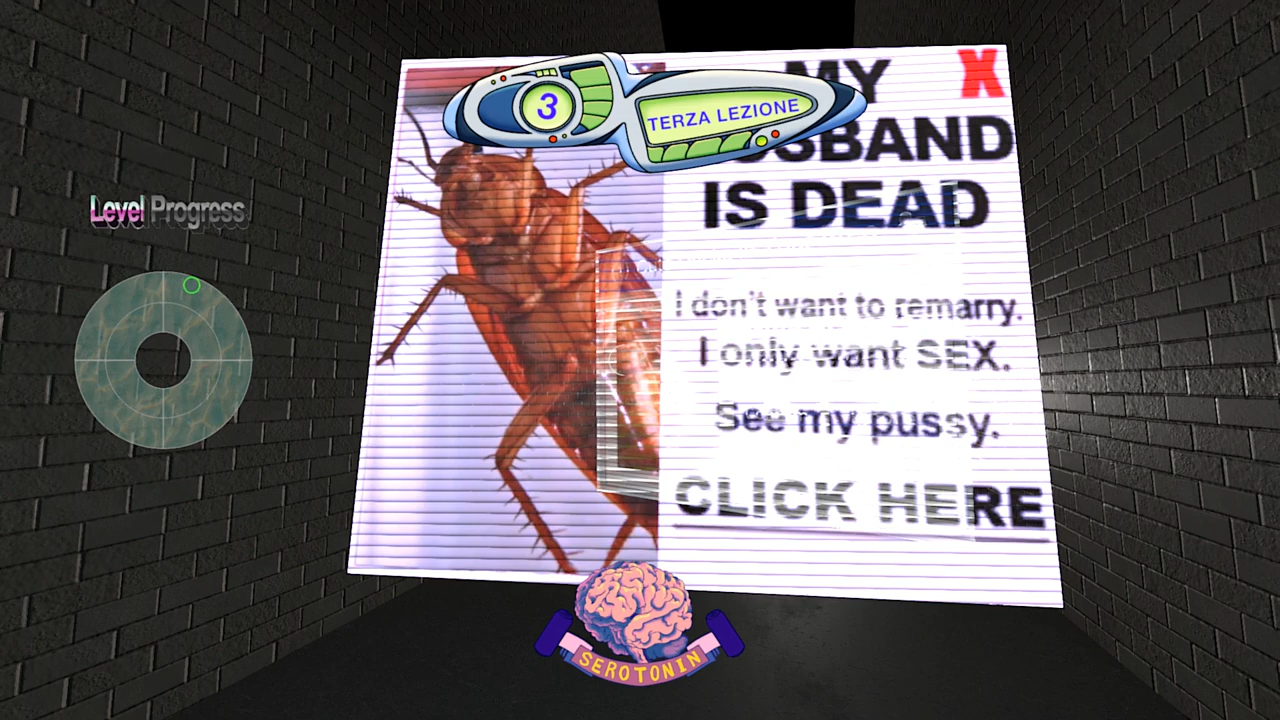 3
TERZA LEZIONE
MY X
HUSBAND
IS DEAD
Level Progress
I don't want to remarry.
I only want SEX.
See my pussy.
CLICK HERE
SEROTONIN